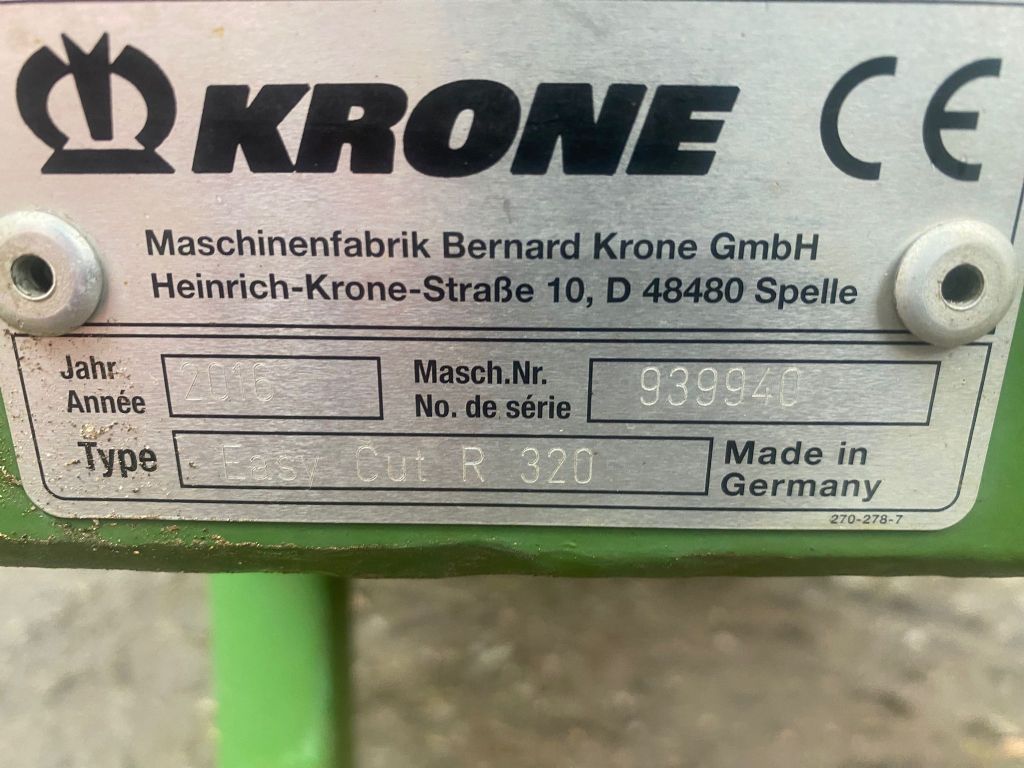 KRONE CE
Maschinenfabrik Bernard Krone GmbH
Heinrich-Krone-Straße 10, D 48480 Spelle
Jahr 2016 Masch.Nr. 939940
Année No. de série
Type Easy Cut R 320 Made in
Germany
270-278-7